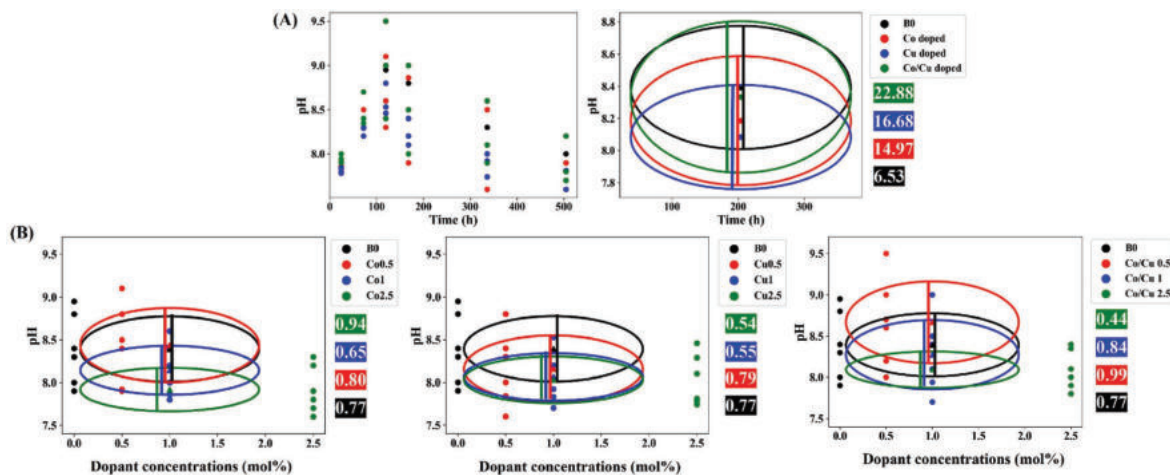 (A)
9.5
9.0
8.5
8.0
pH
0 100 200 300 400 500
Time (h)
8.8
8.6
8.4
8.2
8.0
7.8
pH
100 200 300
Time (h)
B0
Co doped
Cu doped
Co/Cu doped
22.88
16.68
14.97
6.53
(B)
9.5
9.0
8.5
8.0
7.5
pH
0.0 0.5 1.0 1.5 2.0 2.5
Dopant concentrations (mol%)
B0
Co0.5
Co1
Co2.5
0.94
0.65
0.80
0.77
9.5
9.0
8.5
8.0
7.5
pH
0.0 0.5 1.0 1.5 2.0 2.5
Dopant concentrations (mol%)
B0
Cu0.5
Cu1
Cu2.5
0.54
0.55
0.79
0.77
9.5
9.0
8.5
8.0
7.5
pH
0.0 0.5 1.0 1.5 2.0 2.5
Dopant concentrations (mol%)
B0
Co/Cu 0.5
Co/Cu 1
Co/Cu 2.5
0.44
0.84
0.99
0.77